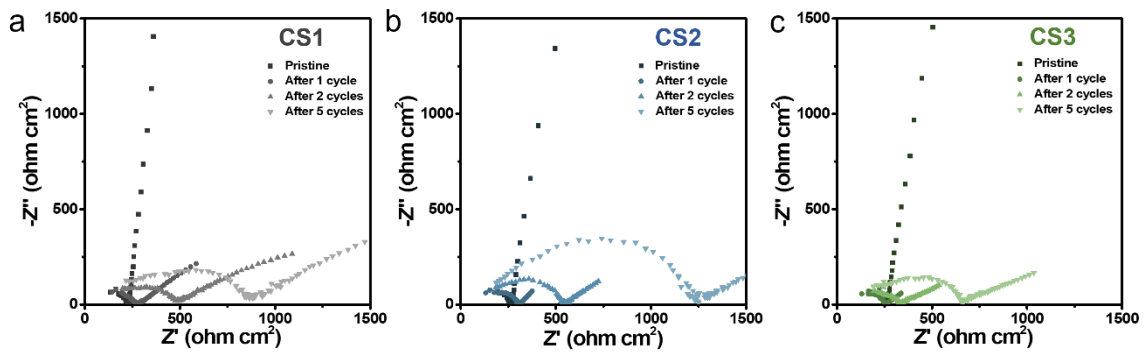 a
CS1
Pristine
After 1 cycle
After 2 cycles
After 5 cycles
1500
1000
500
0
0 500 1000 1500
-Z'' (ohm cm²)
Z' (ohm cm²)
b
CS2
Pristine
After 1 cycle
After 2 cycles
After 5 cycles
1500
1000
500
0
0 500 1000 1500
-Z'' (ohm cm²)
Z' (ohm cm²)
c
CS3
Pristine
After 1 cycle
After 2 cycles
After 5 cycles
1500
1000
500
0
0 500 1000 1500
-Z'' (ohm cm²)
Z' (ohm cm²)